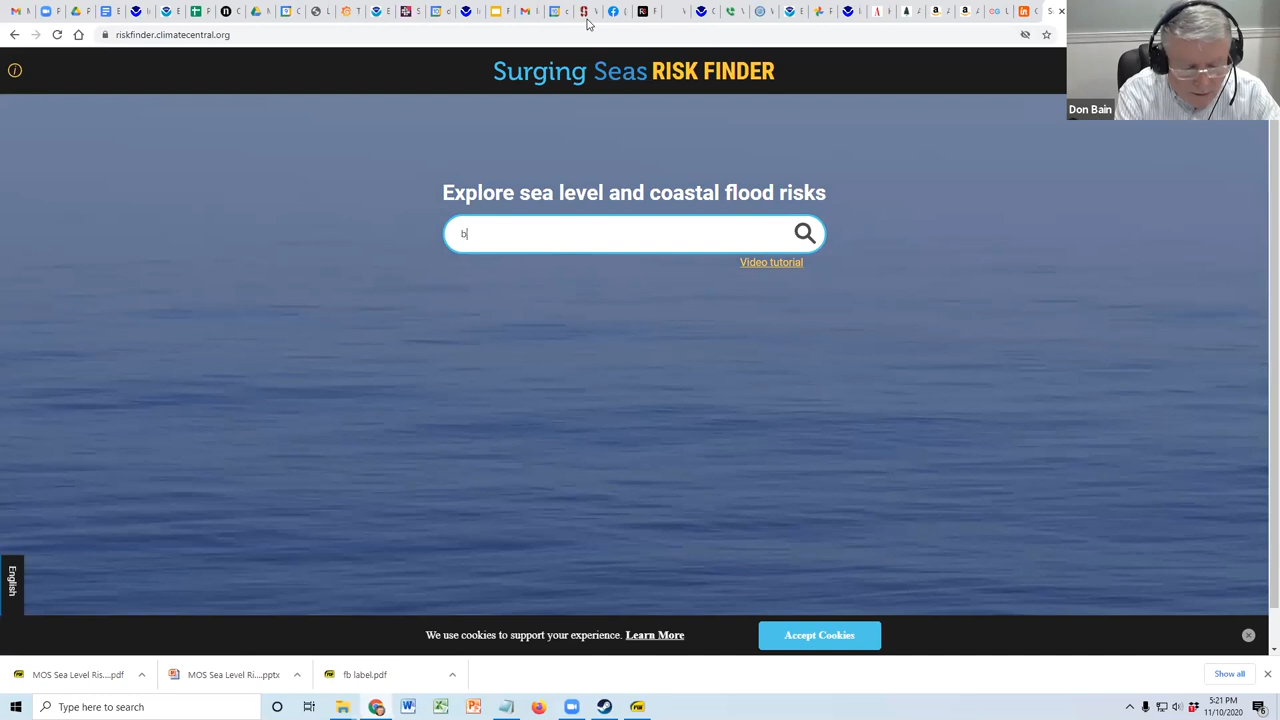 riskfinder.climatecentral.org
Surging Seas RISK FINDER
Don Bain
Explore sea level and coastal flood risks
b
Video tutorial
English
We use cookies to support your experience. Learn More
Accept Cookies
MOS Sea Level Ris....pdf
MOS Sea Level Ri....pptx
fb label.pdf
Show all
Type here to search
5:21 PM
11/10/2020